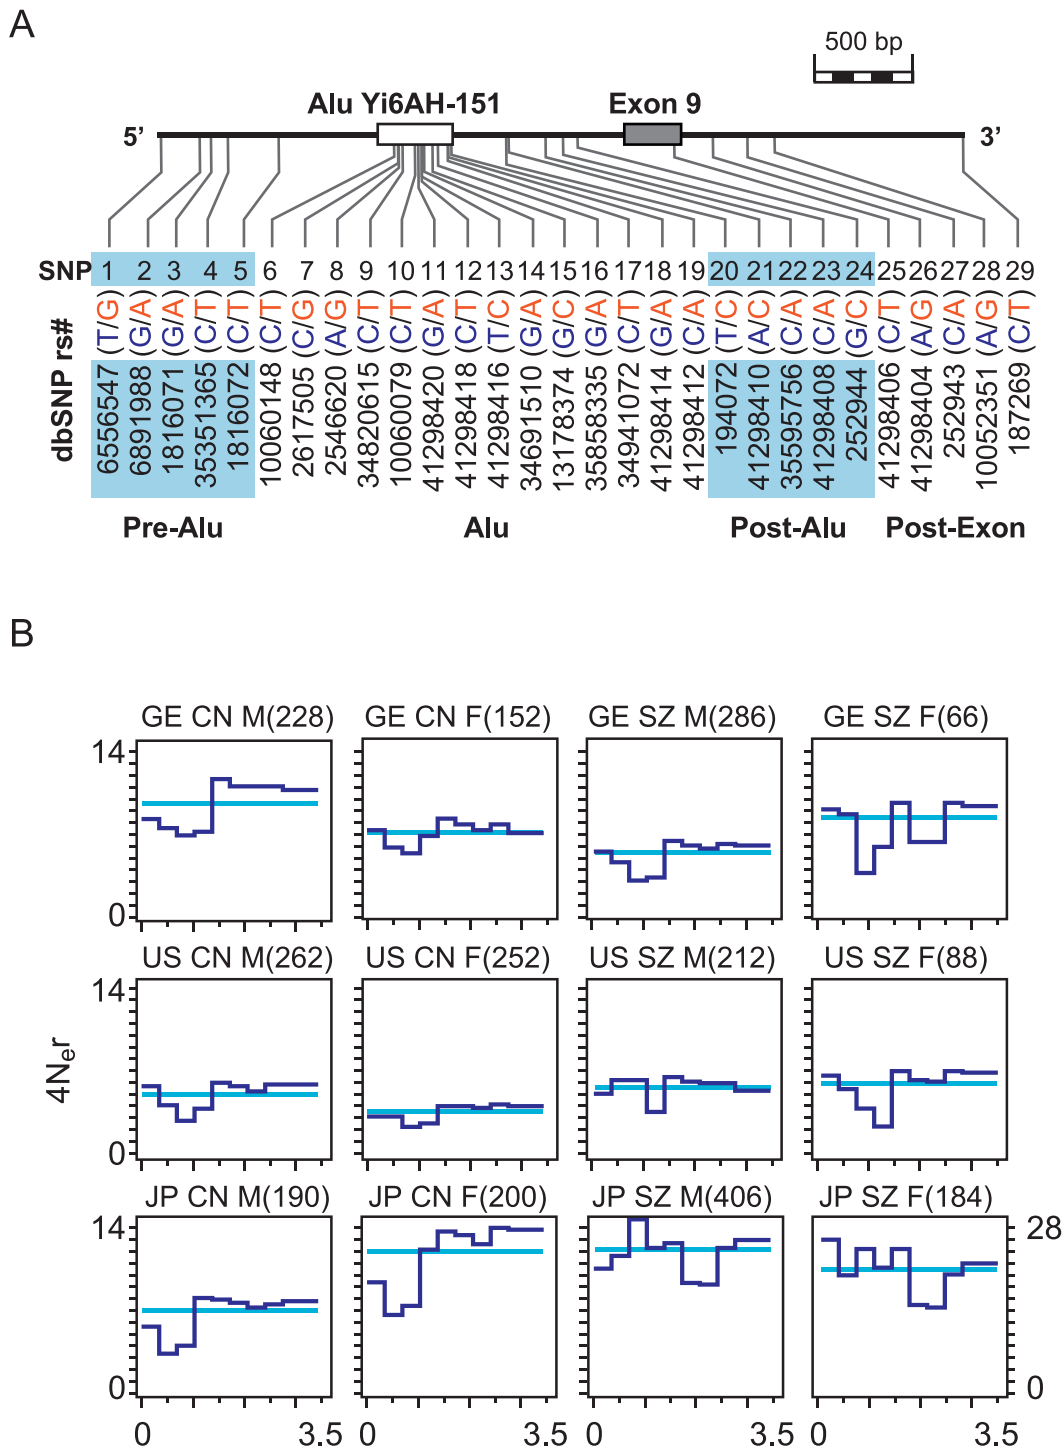 A
500 bp
Alu Yi6AH-151 Exon 9
5’ 3’
SNP 1 2 3 4 5 6 7 8 9 10 11 12 13 14 15 16 17 18 19 20 21 22 23 24 25 26 27 28 29
(T/G) (G/A) (G/A) (C/T) (C/T) (C/T) (C/G) (A/G) (C/T) (C/T) (G/A) (C/T) (T/C) (G/A) (G/C) (G/A) (C/T) (G/A) (C/A) (T/C) (A/C) (C/A) (C/A) (G/C) (C/T) (A/G) (C/A) (A/G) (C/T)
dbSNP rs#
6556547 6891988 1816071 35351365 1816072 10060148 2617505 2546620 34820615 10060079 41298420 41298418 41298416 34691510 13178374 35858335 34941072 41298414 41298412 194072 41298410 35595756 41298408 252944 41298406 41298404 252943 10052351 187269
Pre-Alu Alu Post-Alu Post-Exon
B
GE CN M(228) GE CN F(152) GE SZ M(286) GE SZ F(66)
14
0
US CN M(262) US CN F(252) US SZ M(212) US SZ F(88)
14
4Ner
0
JP CN M(190) JP CN F(200) JP SZ M(406) JP SZ F(184)
14 28
0 0
0 3.5 0 3.5 0 3.5 0 3.5